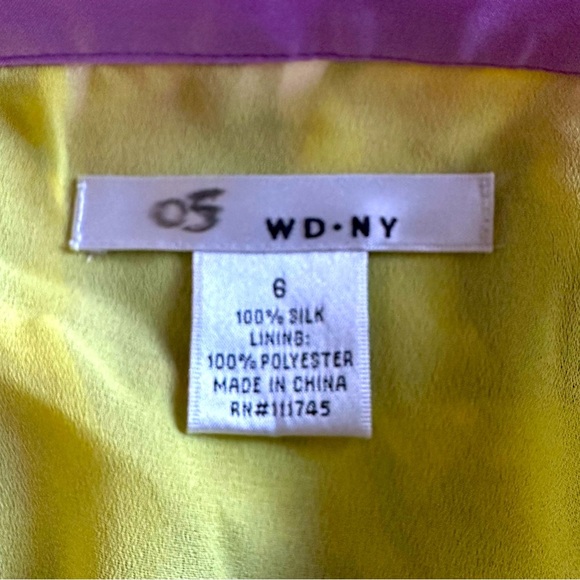 05 WD•NY
6
100% SILK
LINING:
100% POLYESTER
MADE IN CHINA
RN#111745